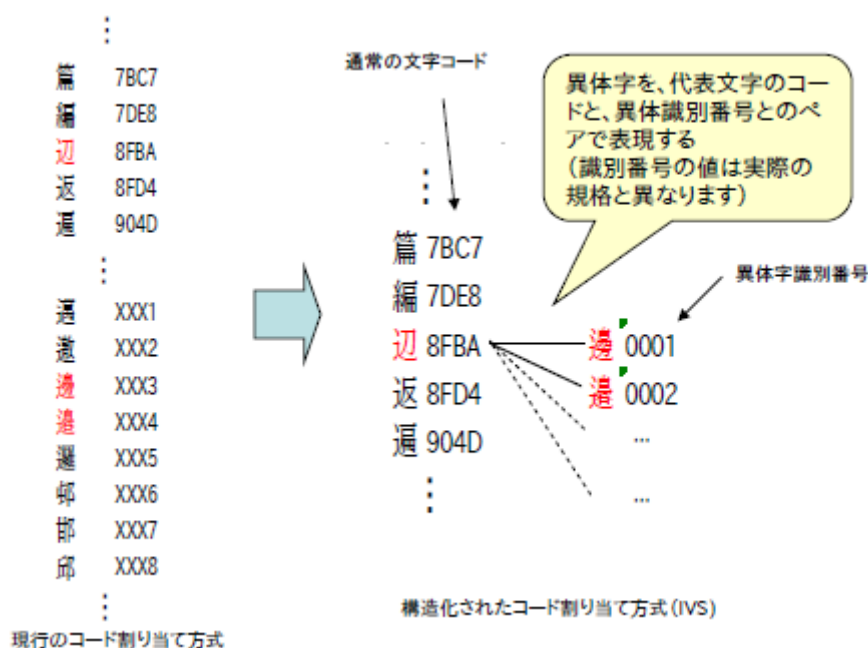 ⋮
篇 7BC7
編 7DE8
辺 8FBA
返 8FD4
遍 904D
⋮
XXX1
XXX2
邊 XXX3
邉 XXX4
邏 XXX5
邨 XXX6
邯 XXX7
邱 XXX8
⋮
現行のコード割り当て方式
通常の文字コード
⋮
篇 7BC7
編 7DE8
辺 8FBA
返 8FD4
遍 904D
⋮
異体字を、代表文字のコー
ドと、異体識別番号とのペ
アで表現する
(識別番号の値は実際の
規格と異なります)
異体字識別番号
邊 0001
邉 0002
...
...
構造化されたコード割り当て方式(IVS)